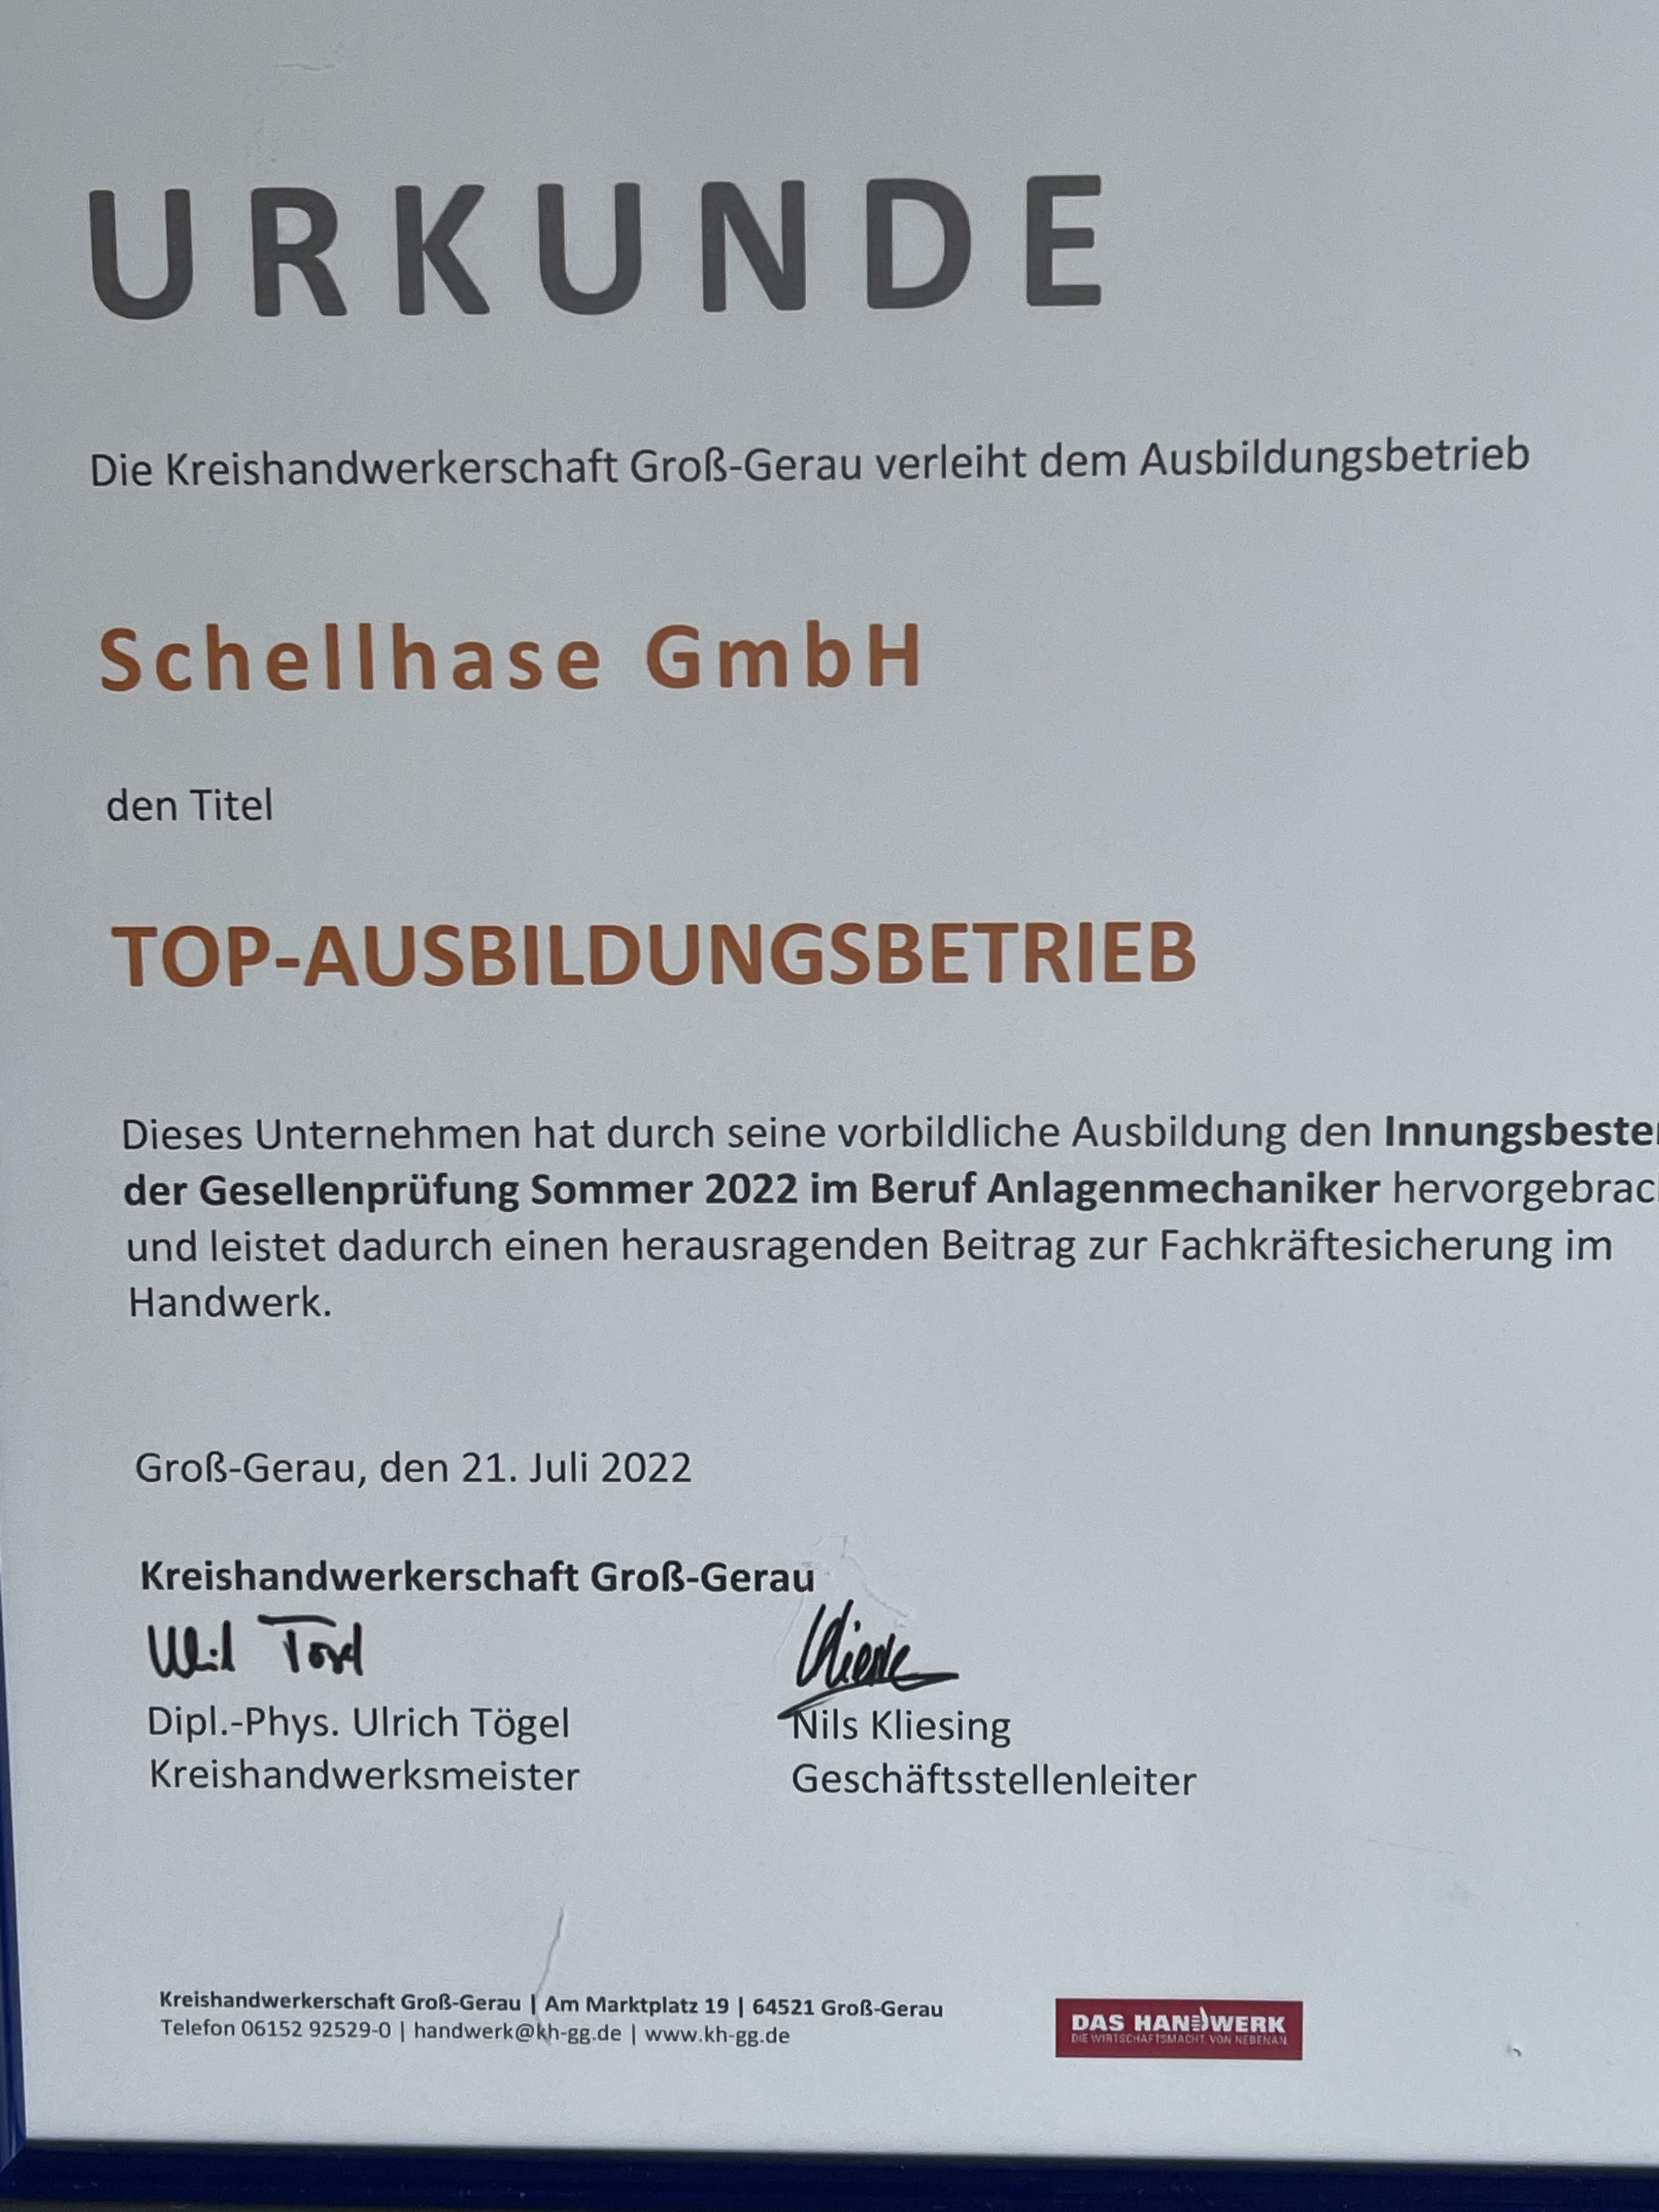 URKUNDE
Die Kreishandwerkerschaft Groß-Gerau verleiht dem Ausbildungsbetrieb
Schellhase GmbH
den Titel
TOP-AUSBILDUNGSBETRIEB
Dieses Unternehmen hat durch seine vorbildliche Ausbildung den Innungsbeste
der Gesellenprüfung Sommer 2022 im Beruf Anlagenmechaniker hervorgebrac
und leistet dadurch einen herausragenden Beitrag zur Fachkräftesicherung im
Handwerk.
Groß-Gerau, den 21. Juli 2022
Kreishandwerkerschaft Groß-Gerau
Dipl.-Phys. Ulrich Tögel
Kreishandwerksmeister
Nils Kliesing
Geschäftsstellenleiter
Kreishandwerkerschaft Groß-Gerau | Am Marktplatz 19 | 64521 Groß-Gerau
Telefon 06152 92529-0 | handwerk@kh-gg.de | www.kh-gg.de
DAS HANDWERK
DIE WIRTSCHAFTSMACHT. VON NEBENAN.